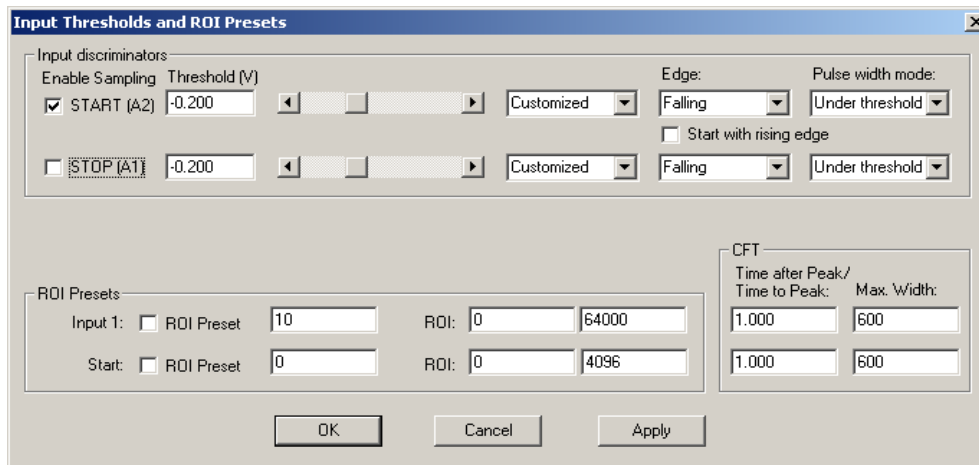 Input Thresholds and ROI Presets
Input discriminators
Enable Sampling Threshold (V) Edge: Pulse width mode:
START (A2) -0.200 Customized Falling Under threshold
Start with rising edge
STOP (A1) -0.200 Customized Falling Under threshold
CFT
Time after Peak/
Time to Peak: Max. Width:
ROI Presets
Input 1: ROI Preset 10 ROI: 0 64000 1.000 600
Start: ROI Preset 0 ROI: 0 4096 1.000 600
OK Cancel Apply